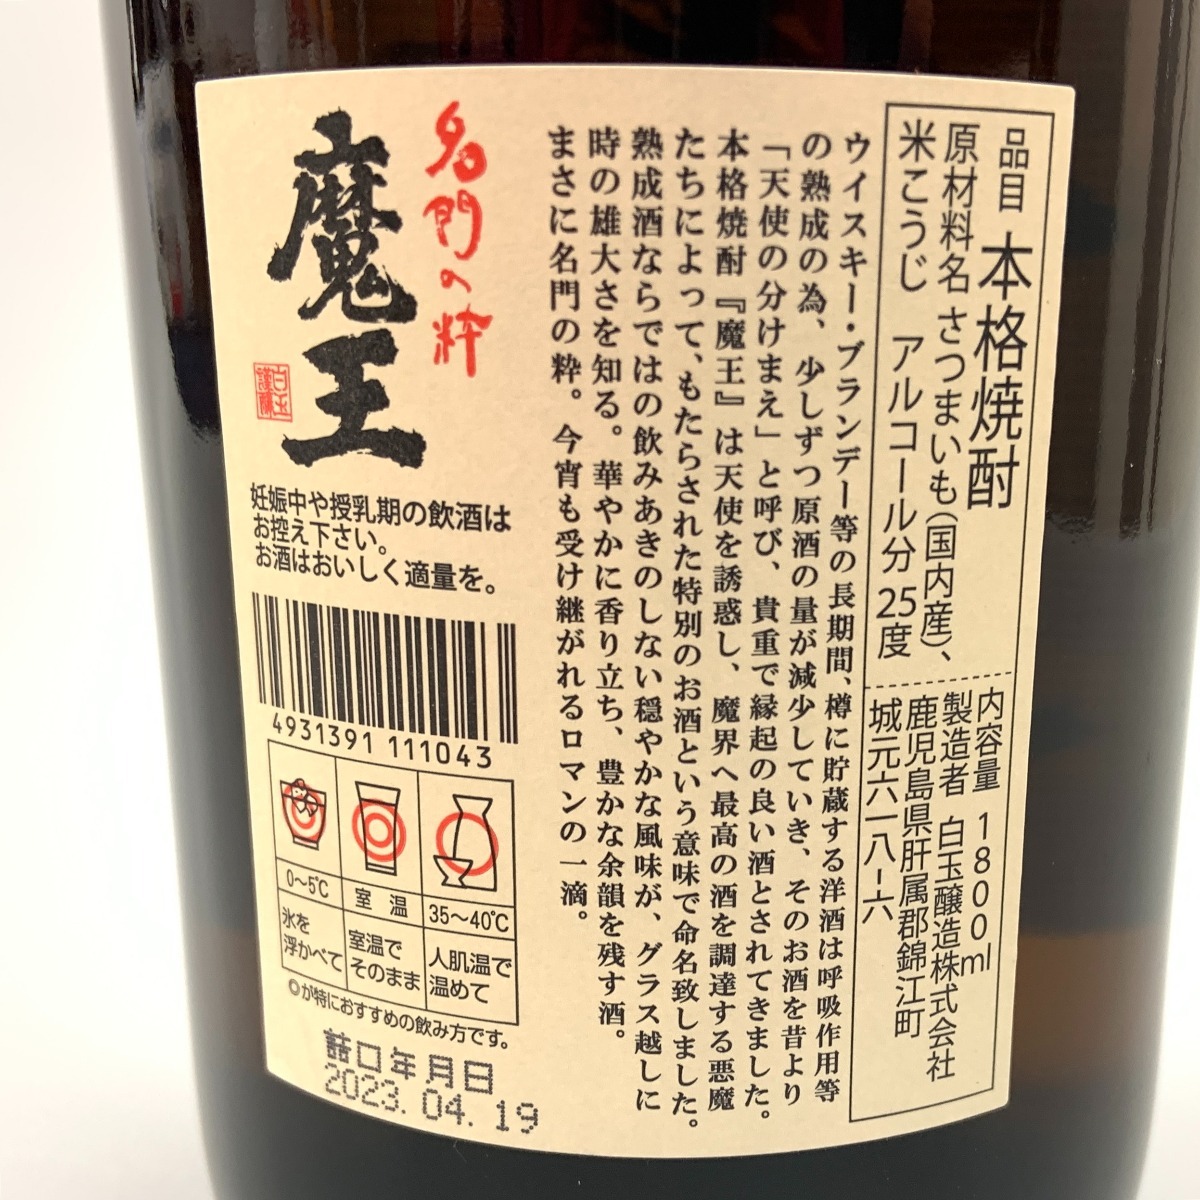 品目 本格焼酎
原材料名 さつまいも（国内産）、
米こうじ アルコール分 25度
内容量 1800ml
製造者 白玉醸造株式会社
鹿児島県肝属郡錦江町
城元六一八-六
ウイスキー・ブランデー等の長期間、樽に貯蔵する洋酒は呼吸作用等
の熟成の為、少しずつ原酒の量が減少していき、そのお酒を昔より
「天使の分けまえ」と呼び、貴重で縁起の良い酒とされてきました。
本格焼酎『魔王』は天使を誘惑し、魔界へ最高の酒を調達する悪魔
たちによって、もたらされた特別のお酒という意味で命名致しました。
熟成酒ならではの飲みあきのしない穏やかな風味が、グラス越しに
時の雄大さを知る。華やかに香り立ち、豊かな余韻を残す酒。
まさに名門の粋。今宵も受け継がれるロマンの一滴。
名門の粋
魔王
白玉
謹醸
妊娠中や授乳期の飲酒は
お控え下さい。
お酒はおいしく適量を。
4931391 111043
0～5℃ 室温 35～40℃
氷を
浮かべて
室温で
そのまま
人肌温で
温めて
◎が特におすすめの飲み方です。
詰口年月日
2023.04.19